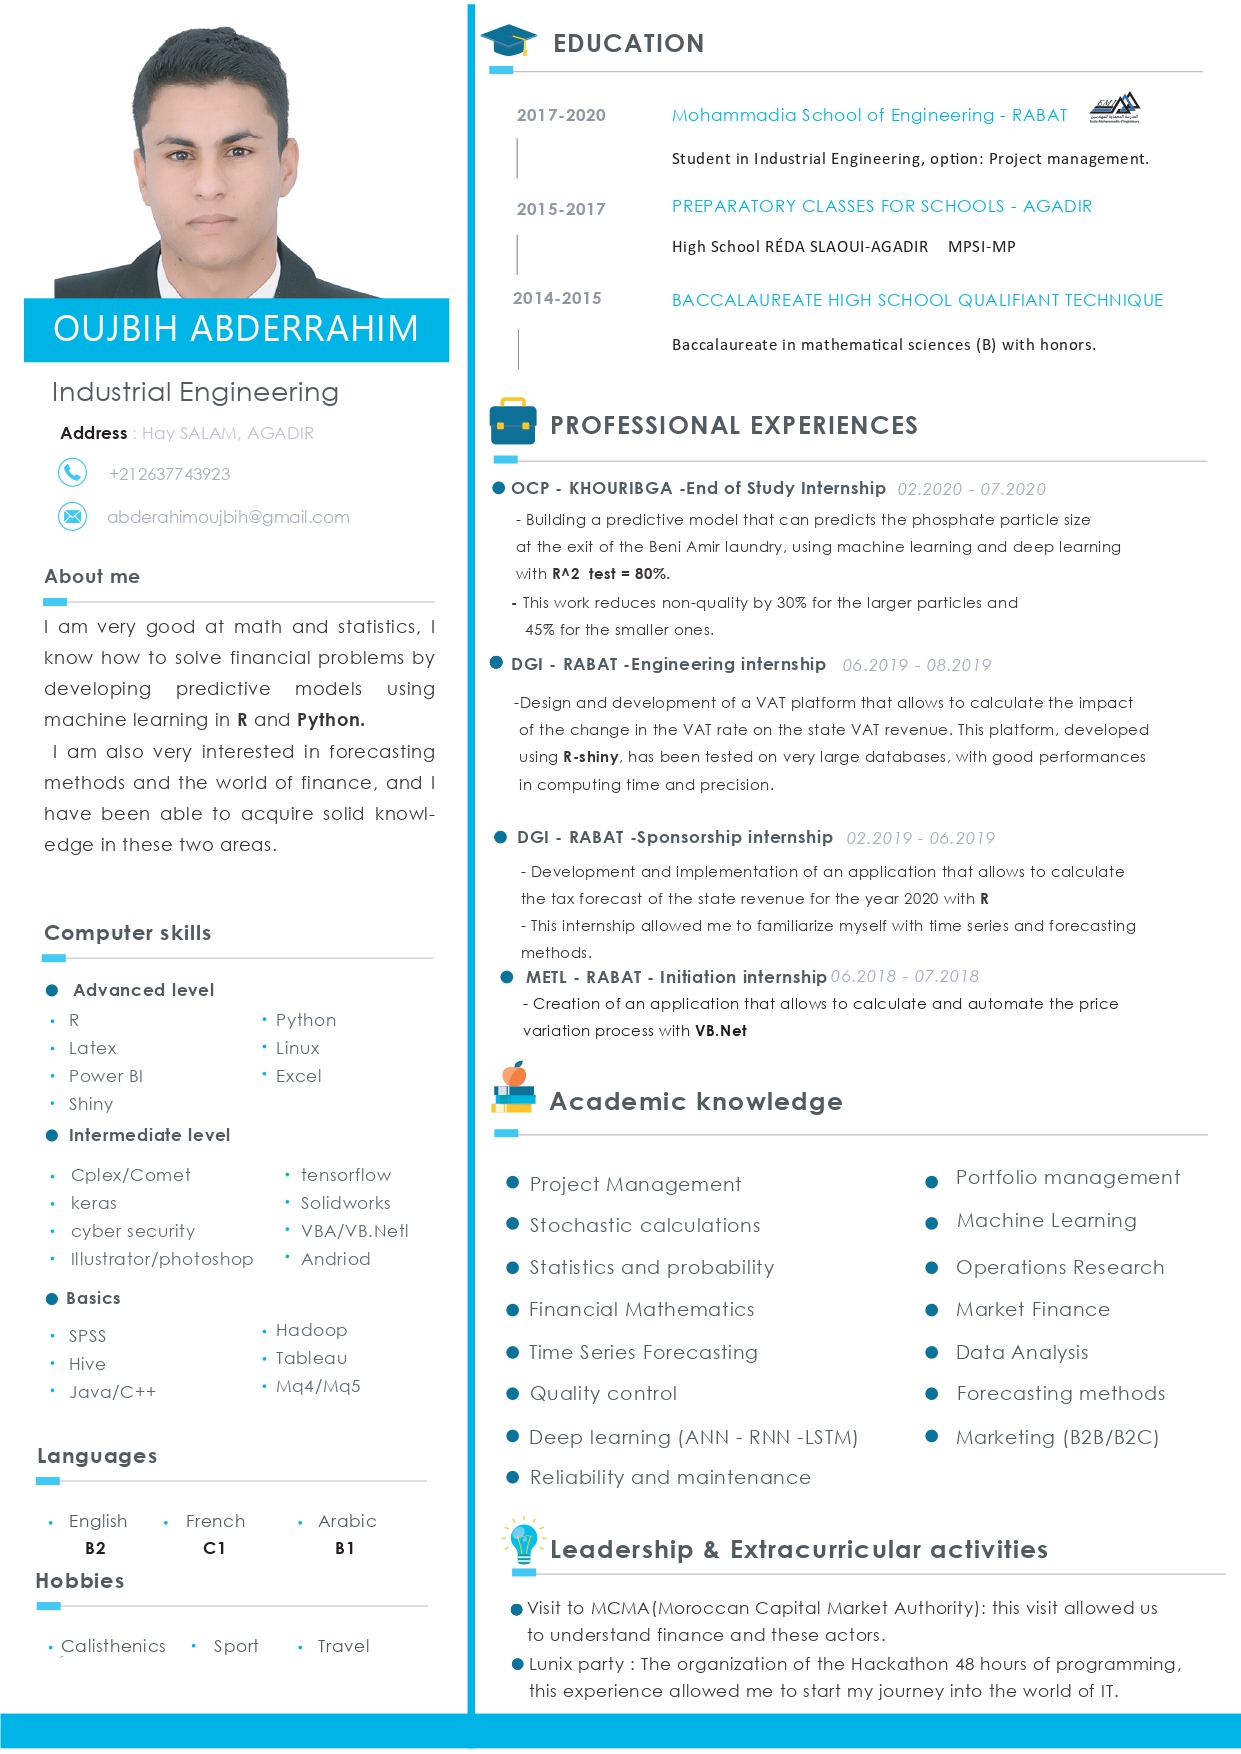 OUJBIH ABDERRAHIM
Industrial Engineering
Address : Hay SALAM, AGADIR
+212637743923
abderahimoujbih@gmail.com
About me
I am very good at math and statistics, I
know how to solve financial problems by
developing predictive models using
machine learning in R and Python.
I am also very interested in forecasting
methods and the world of finance, and I
have been able to acquire solid knowl-
edge in these two areas.
Computer skills
Advanced level
R
Latex
Power BI
Shiny
Python
Linux
Excel
Intermediate level
Cplex/Comet
keras
cyber security
Illustrator/photoshop
tensorflow
Solidworks
VBA/VB.Netl
Andriod
Basics
SPSS
Hive
Java/C++
Hadoop
Tableau
Mq4/Mq5
Languages
English French Arabic
B2 C1 B1
Hobbies
Calisthenics Sport Travel
EDUCATION
2017-2020 Mohammadia School of Engineering - RABAT
EMI
Student in Industrial Engineering, option: Project management.
2015-2017 PREPARATORY CLASSES FOR SCHOOLS - AGADIR
High School RÉDA SLAOUI-AGADIR MPSI-MP
2014-2015 BACCALAUREATE HIGH SCHOOL QUALIFIANT TECHNIQUE
Baccalaureate in mathematical sciences (B) with honors.
PROFESSIONAL EXPERIENCES
OCP - KHOURIBGA -End of Study Internship 02.2020 - 07.2020
- Building a predictive model that can predicts the phosphate particle size
at the exit of the Beni Amir laundry, using machine learning and deep learning
with R^2 test = 80%.
- This work reduces non-quality by 30% for the larger particles and
45% for the smaller ones.
DGI - RABAT -Engineering internship 06.2019 - 08.2019
-Design and development of a VAT platform that allows to calculate the impact
of the change in the VAT rate on the state VAT revenue. This platform, developed
using R-shiny, has been tested on very large databases, with good performances
in computing time and precision.
DGI - RABAT -Sponsorship internship 02.2019 - 06.2019
- Development and implementation of an application that allows to calculate
the tax forecast of the state revenue for the year 2020 with R
- This internship allowed me to familiarize myself with time series and forecasting
methods.
METL - RABAT - Initiation internship 06.2018 - 07.2018
- Creation of an application that allows to calculate and automate the price
variation process with VB.Net
Academic knowledge
Project Management
Stochastic calculations
Statistics and probability
Financial Mathematics
Time Series Forecasting
Quality control
Deep learning (ANN - RNN -LSTM)
Reliability and maintenance
Portfolio management
Machine Learning
Operations Research
Market Finance
Data Analysis
Forecasting methods
Marketing (B2B/B2C)
Leadership & Extracurricular activities
Visit to MCMA(Moroccan Capital Market Authority): this visit allowed us
to understand finance and these actors.
Lunix party : The organization of the Hackathon 48 hours of programming,
this experience allowed me to start my journey into the world of IT.